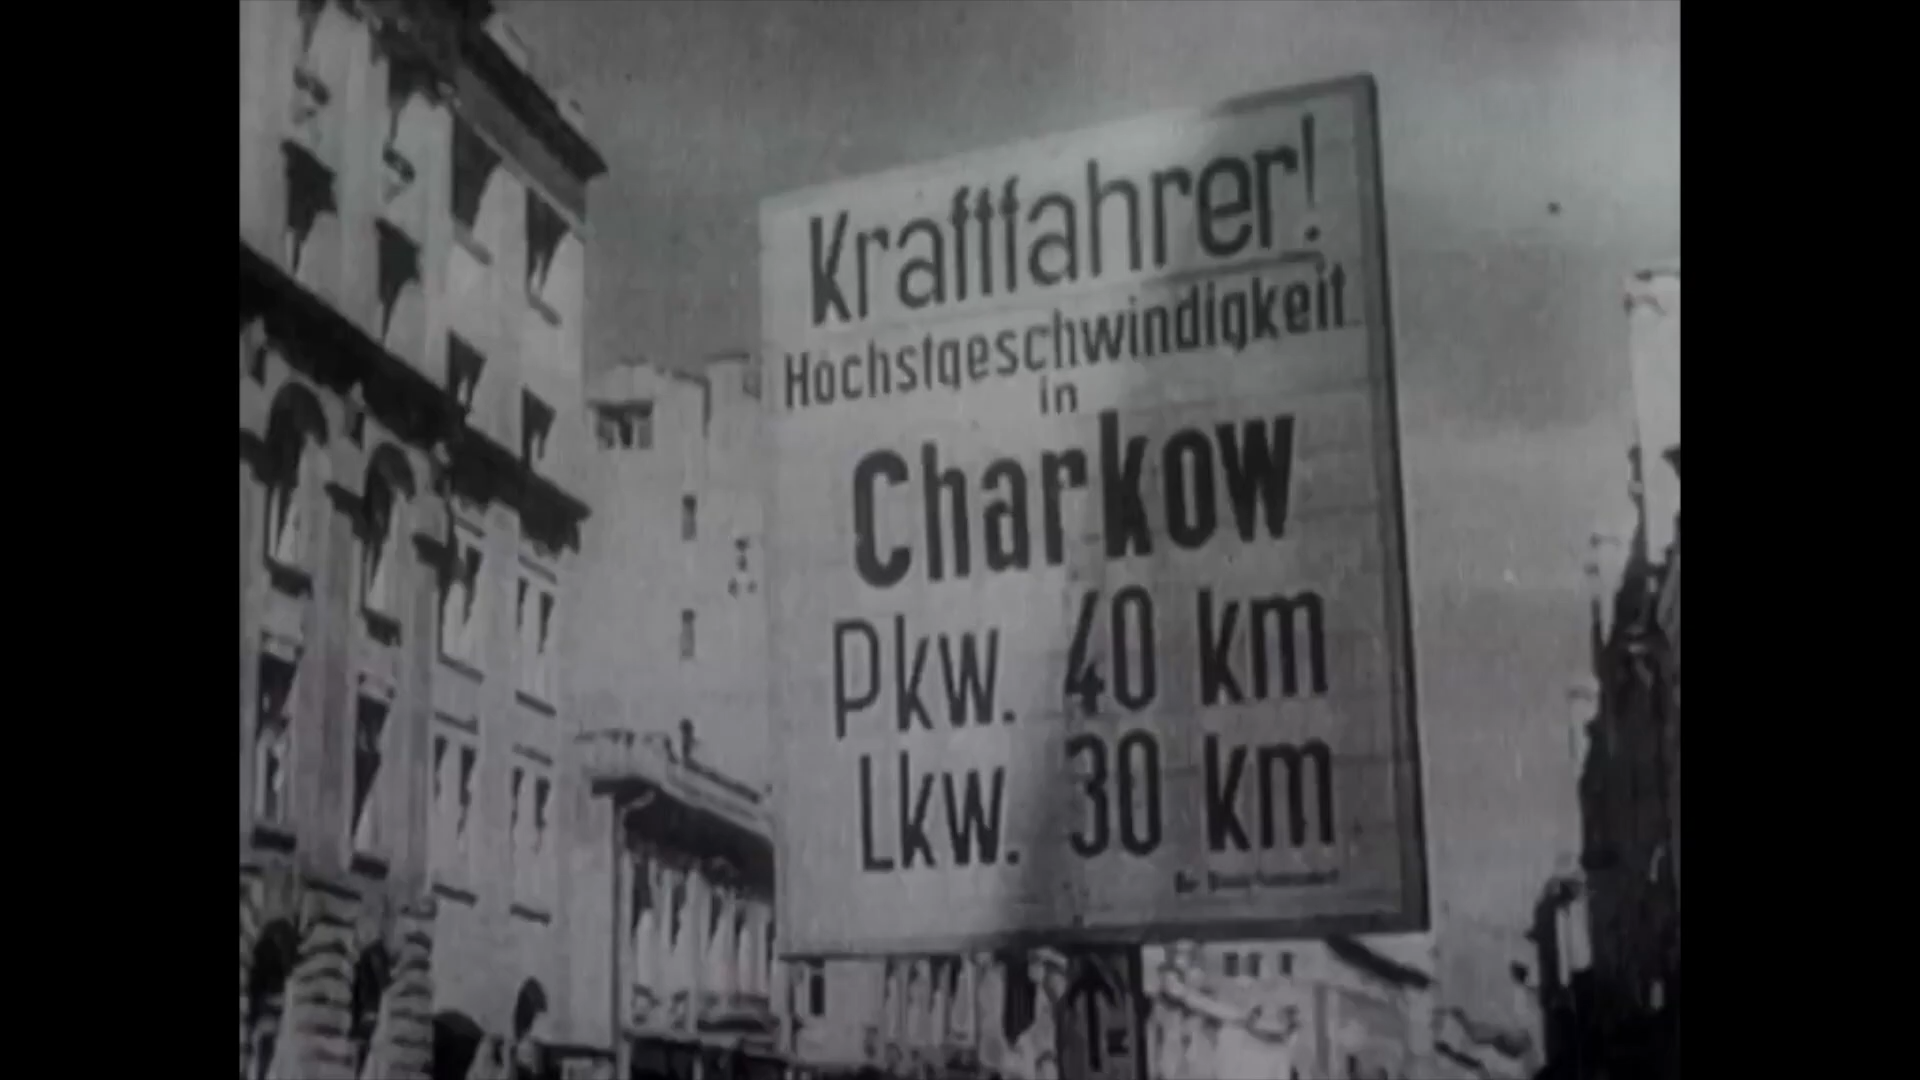 Kraftfahrer!
Höchstgeschwindigkeit
in
Charkow
Pkw. 40 km
Lkw. 30 km